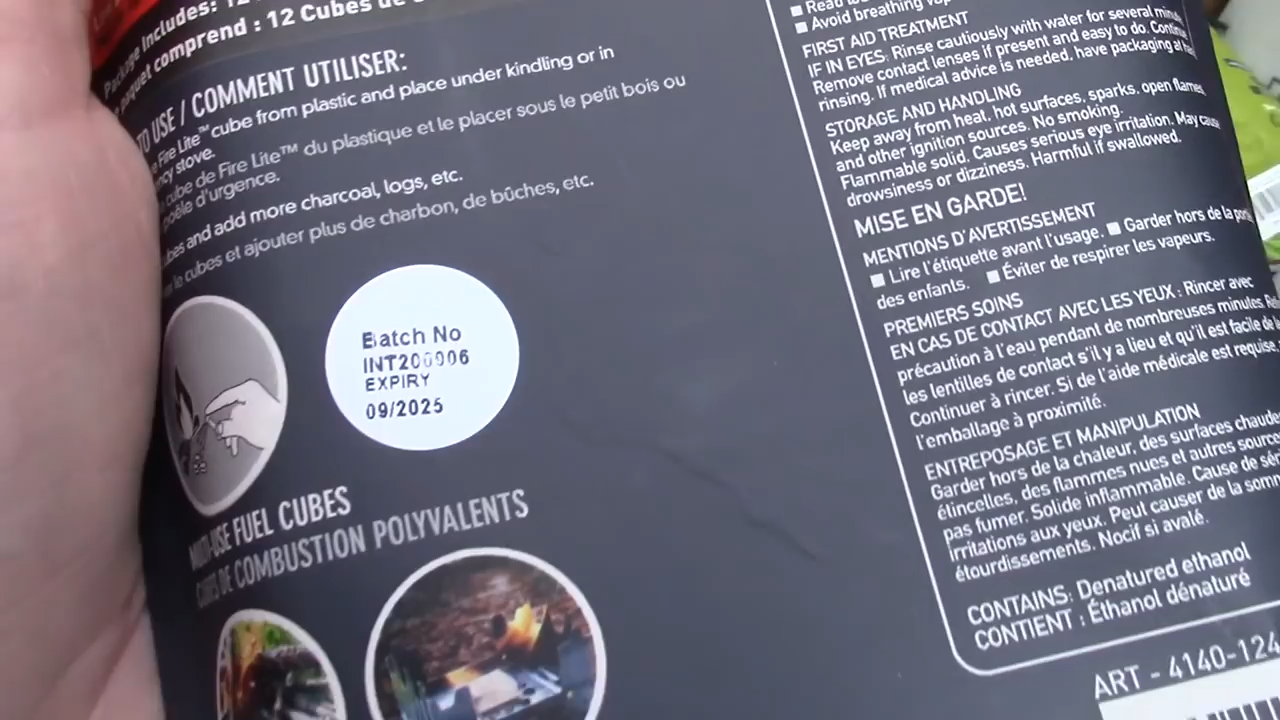 Package Includes: 12
paquet comprend : 12 Cubes de
TO USE / COMMENT UTILISER:
Fire Lite™ cube from plastic and place under kindling or in
stove.
cube de Fire Lite™ du plastique et le placer sous le petit bois ou
poêle d'urgence.
and add more charcoal, logs, etc.
cubes et ajouter plus de charbon, de bûches, etc.
Batch No
INT200906
EXPIRY
09/2025
MULTI-USE FUEL CUBES
CUBES DE COMBUSTION POLYVALENTS
■ Read
■ Avoid breathing
FIRST AID TREATMENT
IF IN EYES: Rinse cautiously with water for several
Remove contact lenses if present and easy to do.
rinsing. If medical advice is needed, have packaging at
STORAGE AND HANDLING
Keep away from heat, hot surfaces, sparks, open flames,
and other ignition sources. No smoking.
Flammable solid. Causes serious eye irritation. May cause
drowsiness or dizziness. Harmful if swallowed.
MISE EN GARDE!
MENTIONS D'AVERTISSEMENT
■ Lire l'étiquette avant l'usage. ■ Garder hors de la
des enfants. ■ Éviter de respirer les vapeurs.
PREMIERS SOINS
EN CAS DE CONTACT AVEC LES YEUX : Rincer avec
précaution à l'eau pendant de nombreuses minutes.
les lentilles de contact s'il y a lieu et qu'il est facile de
Continuer à rincer. Si de l'aide médicale est requise,
l'emballage à proximité.
ENTREPOSAGE ET MANIPULATION
Garder hors de la chaleur, des surfaces
étincelles, des flammes nues et autres
pas fumer. Solide inflammable. Cause de
irritations aux yeux. Peut causer de la
étourdissements. Nocif si avalé.
CONTAINS: Denatured ethanol
CONTIENT : Éthanol dénaturé
ART - 4140-124